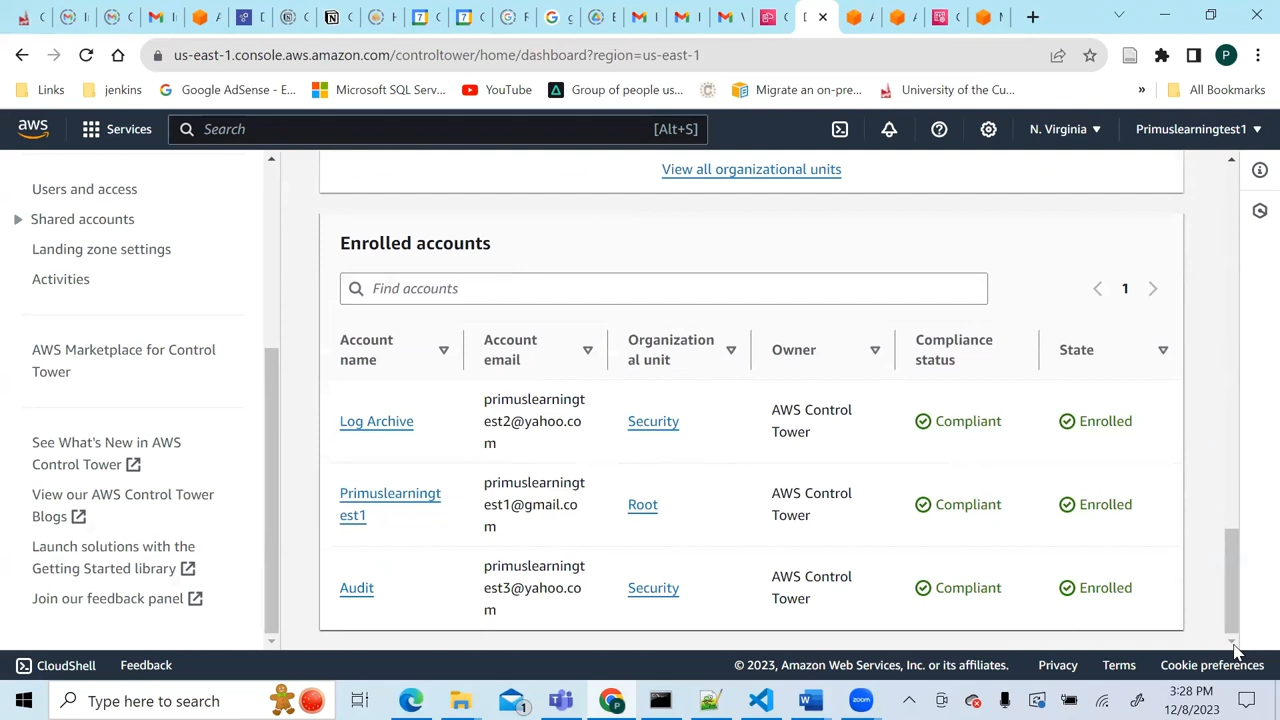 us-east-1.console.aws.amazon.com/controltower/home/dashboard?region=us-east-1
P
Links
jenkins
Google AdSense - E...
Microsoft SQL Serv...
YouTube
Group of people us...
Migrate an on-pre...
University of the Cu...
»
All Bookmarks
aws
Services
Search
[Alt+S]
N. Virginia
Primuslearningtest1
Users and access
Shared accounts
Landing zone settings
Activities
AWS Marketplace for Control
Tower
See What's New in AWS
Control Tower
View our AWS Control Tower
Blogs
Launch solutions with the
Getting Started library
Join our feedback panel
View all organizational units
Enrolled accounts
Find accounts
1
Account
name
Account
email
Organization
al unit
Owner
Compliance
status
State
Log Archive
primuslearningt
est2@yahoo.co
m
Security
AWS Control
Tower
Compliant
Enrolled
Primuslearningt
est1
primuslearningt
est1@gmail.co
m
Root
AWS Control
Tower
Compliant
Enrolled
Audit
primuslearningt
est3@yahoo.co
m
Security
AWS Control
Tower
Compliant
Enrolled
CloudShell
Feedback
© 2023, Amazon Web Services, Inc. or its affiliates.
Privacy
Terms
Cookie preferences
Type here to search
1
P
zoom
3:28 PM
12/8/2023